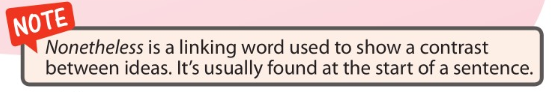 NOTE
Nonetheless is a linking word used to show a contrast
between ideas. It’s usually found at the start of a sentence.